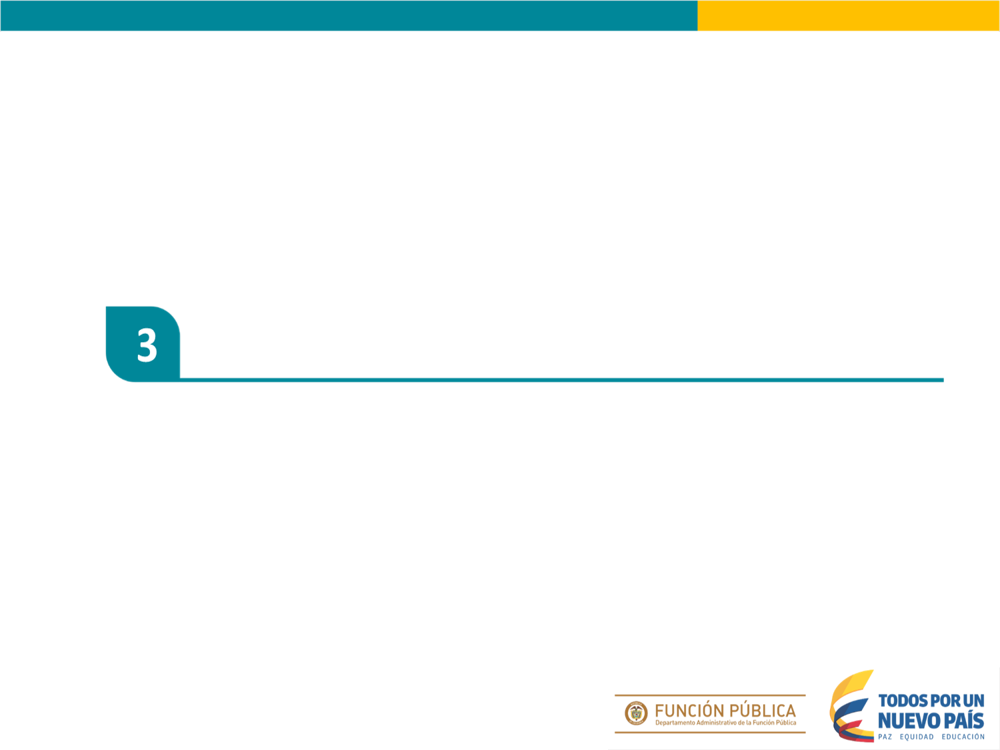 3
FUNCIÓN PÚBLICA
Departamento Administrativo de la Función Pública
TODOS POR UN
NUEVO PAÍS
PAZ EQUIDAD EDUCACIÓN